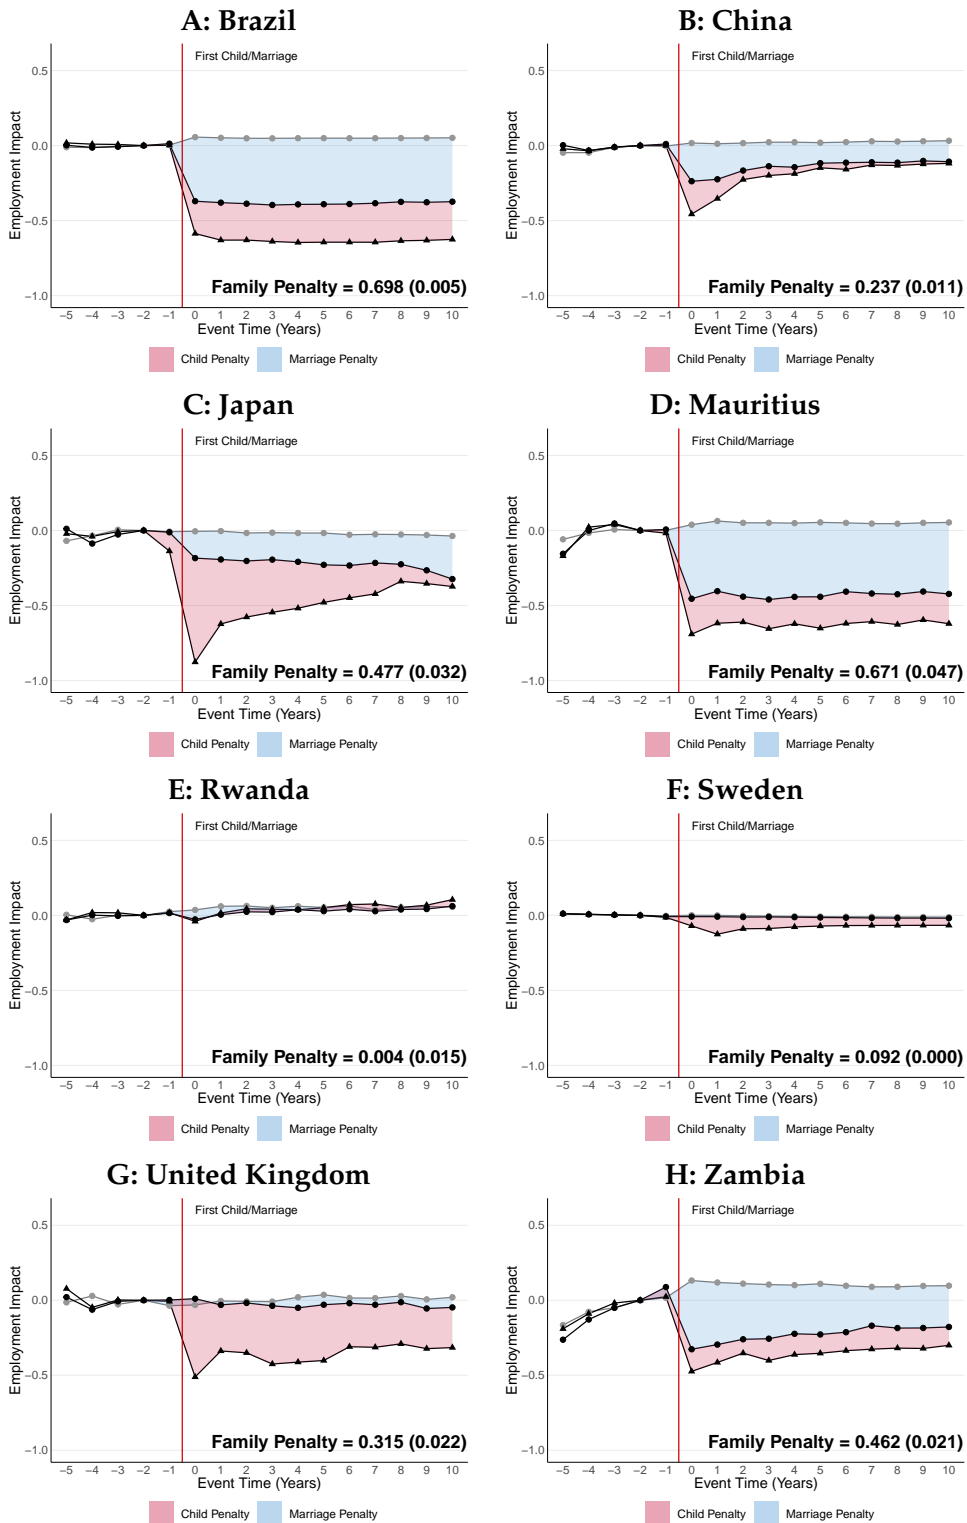 A: Brazil
First Child/Marriage
0.5
0.0
−0.5
−1.0
Employment Impact
Family Penalty = 0.698 (0.005)
−5 −4 −3 −2 −1 0 1 2 3 4 5 6 7 8 9 10
Event Time (Years)
Child Penalty Marriage Penalty
B: China
First Child/Marriage
0.5
0.0
−0.5
−1.0
Employment Impact
Family Penalty = 0.237 (0.011)
−5 −4 −3 −2 −1 0 1 2 3 4 5 6 7 8 9 10
Event Time (Years)
Child Penalty Marriage Penalty
C: Japan
First Child/Marriage
0.5
0.0
−0.5
−1.0
Employment Impact
Family Penalty = 0.477 (0.032)
−5 −4 −3 −2 −1 0 1 2 3 4 5 6 7 8 9 10
Event Time (Years)
Child Penalty Marriage Penalty
D: Mauritius
First Child/Marriage
0.5
0.0
−0.5
−1.0
Employment Impact
Family Penalty = 0.671 (0.047)
−5 −4 −3 −2 −1 0 1 2 3 4 5 6 7 8 9 10
Event Time (Years)
Child Penalty Marriage Penalty
E: Rwanda
First Child/Marriage
0.5
0.0
−0.5
−1.0
Employment Impact
Family Penalty = 0.004 (0.015)
−5 −4 −3 −2 −1 0 1 2 3 4 5 6 7 8 9 10
Event Time (Years)
Child Penalty Marriage Penalty
F: Sweden
First Child/Marriage
0.5
0.0
−0.5
−1.0
Employment Impact
Family Penalty = 0.092 (0.000)
−5 −4 −3 −2 −1 0 1 2 3 4 5 6 7 8 9 10
Event Time (Years)
Child Penalty Marriage Penalty
G: United Kingdom
First Child/Marriage
0.5
0.0
−0.5
−1.0
Employment Impact
Family Penalty = 0.315 (0.022)
−5 −4 −3 −2 −1 0 1 2 3 4 5 6 7 8 9 10
Event Time (Years)
Child Penalty Marriage Penalty
H: Zambia
First Child/Marriage
0.5
0.0
−0.5
−1.0
Employment Impact
Family Penalty = 0.462 (0.021)
−5 −4 −3 −2 −1 0 1 2 3 4 5 6 7 8 9 10
Event Time (Years)
Child Penalty Marriage Penalty